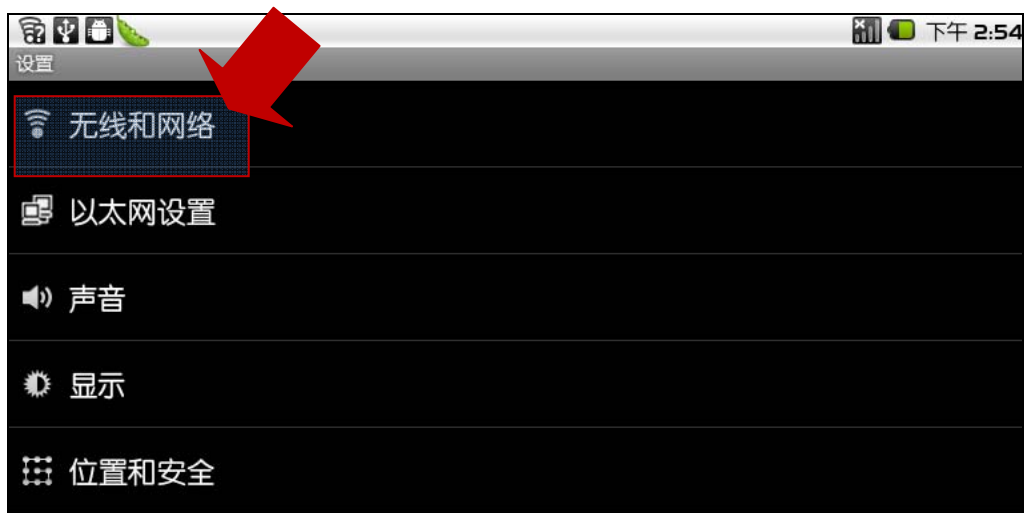 下午 2:54
设置
无线和网络
以太网设置
声音
显示
位置和安全